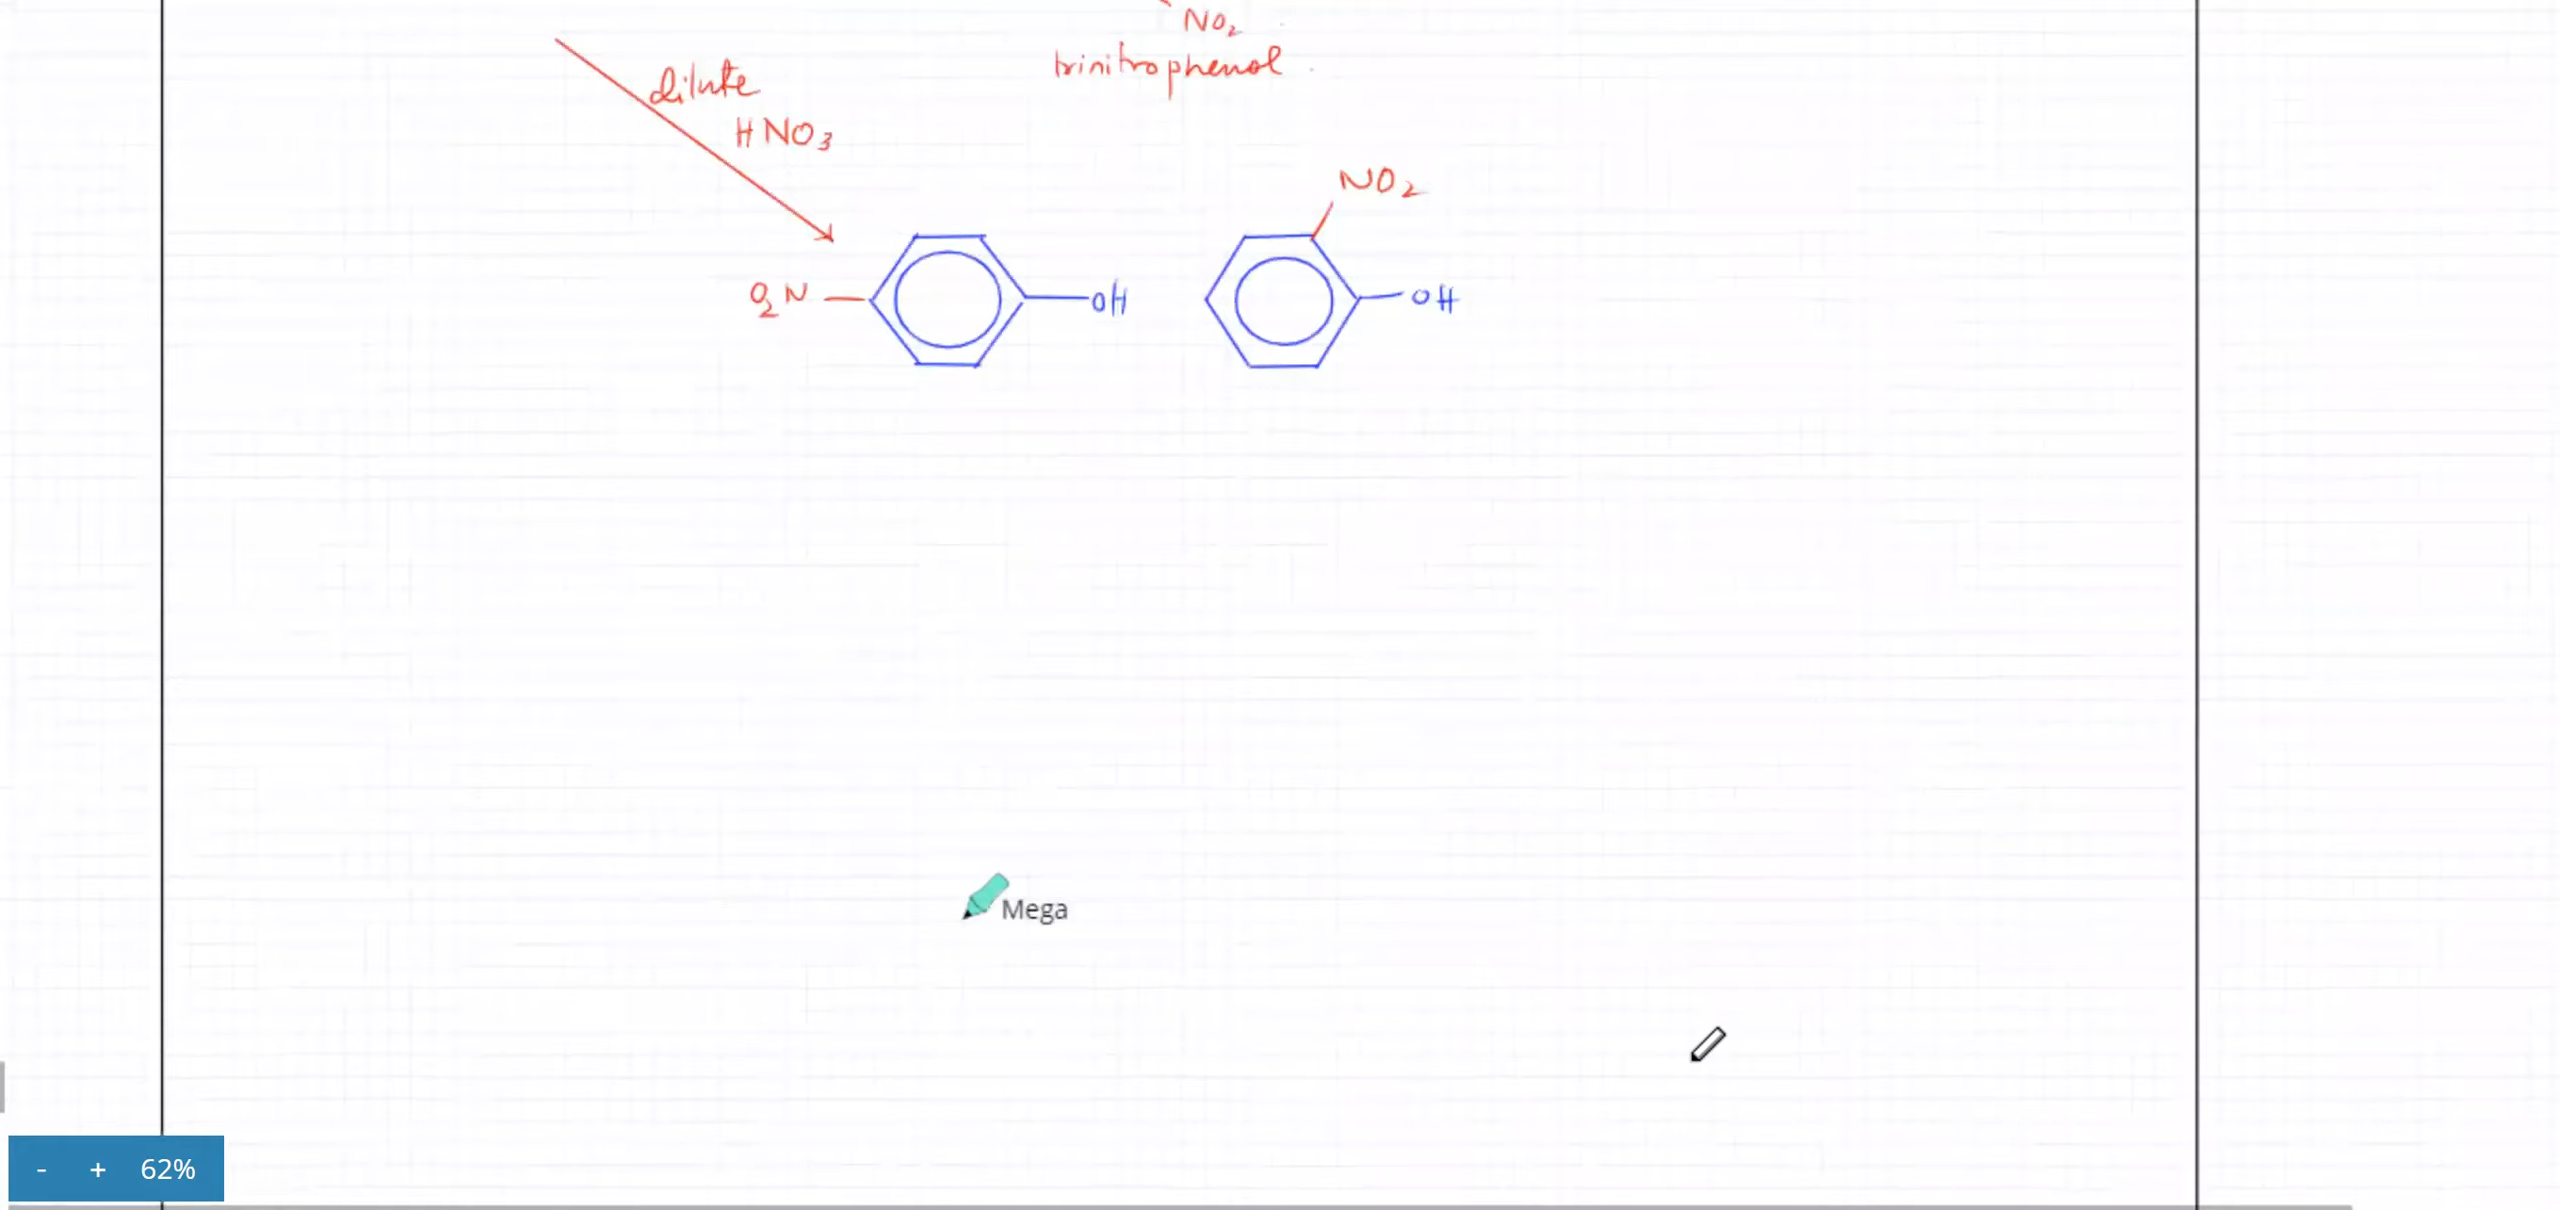 NO₂
trinitrophenol
dilute
HNO₃
NO₂
O₂N
OH
OH
Mega
- + 62%